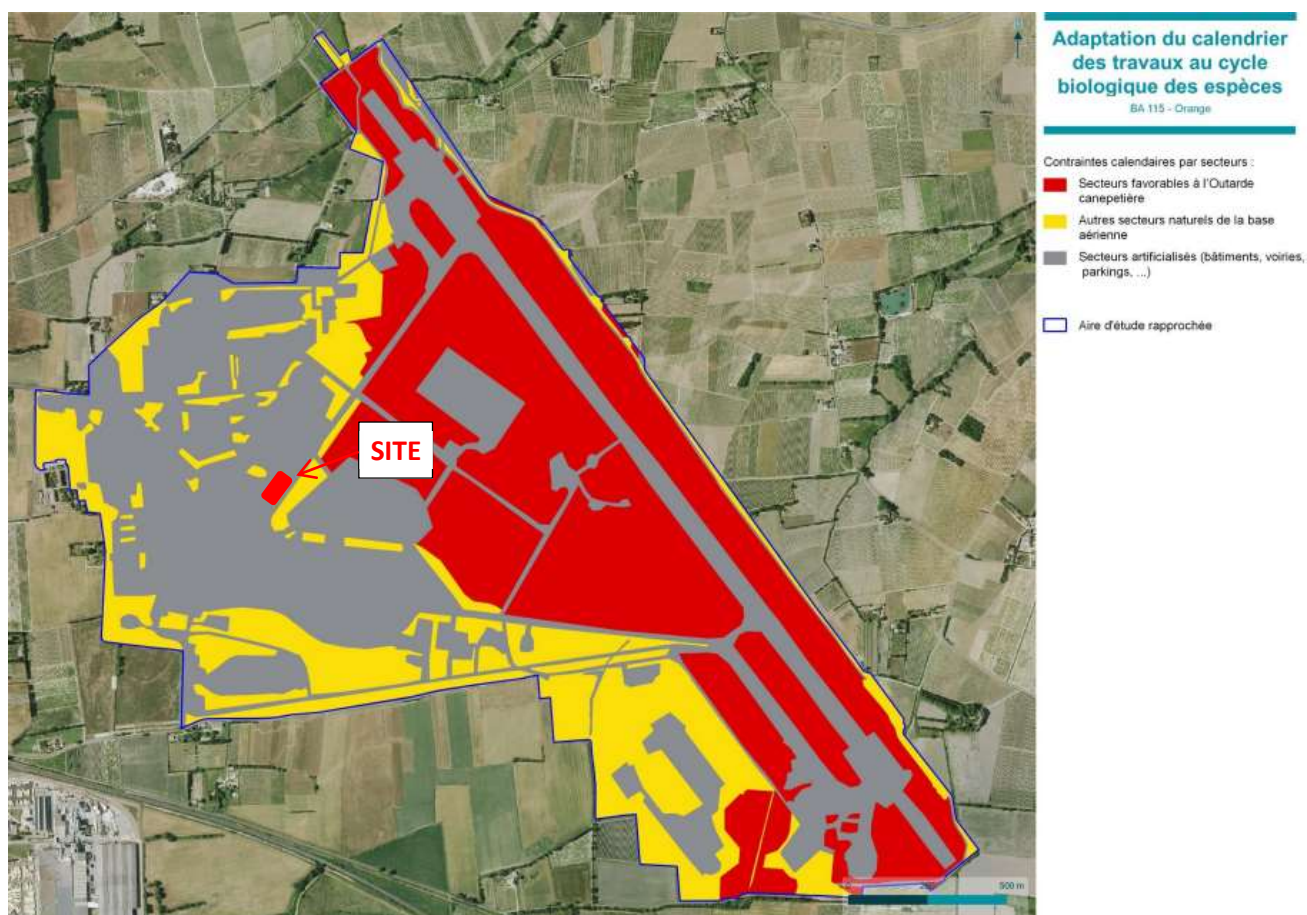 Adaptation du calendrier
des travaux au cycle
biologique des espèces
BA 115 - Orange
Contraintes calendaires par secteurs :
Secteurs favorables à l'Outarde
canepetière
Autres secteurs naturels de la base
aérienne
Secteurs artificialisés (bâtiments, voiries,
parkings, ...)
Aire d'étude rapprochée
SITE
500 m